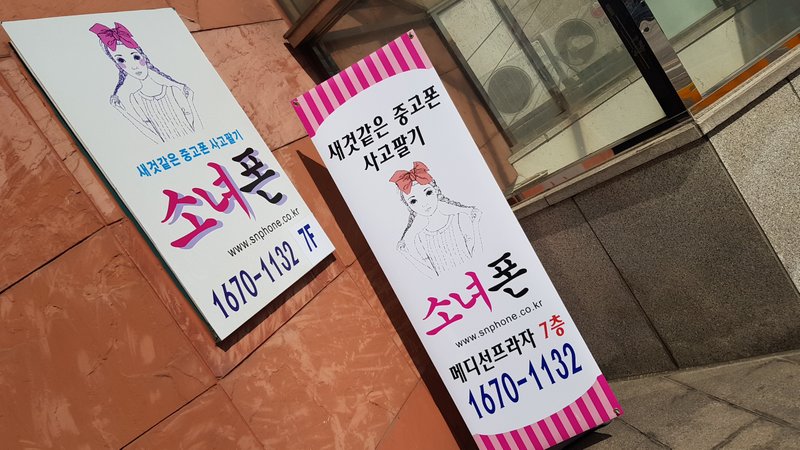 새것같은 중고폰 사고팔기
소녀폰
www.snphone.co.kr
1670-1132 7F
새것같은 중고폰
사고팔기
소녀폰
www.snphone.co.kr
메디선프라자 7층
1670-1132